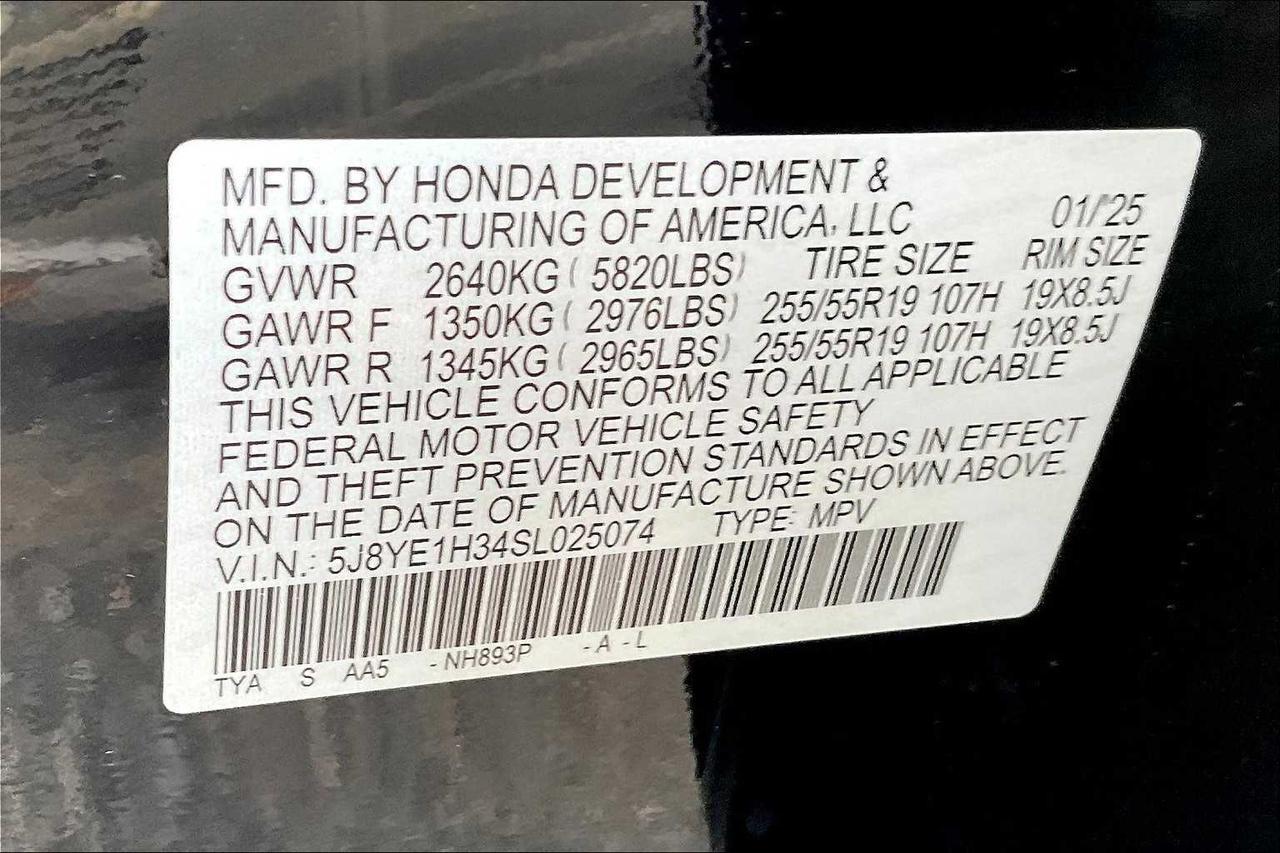 MFD. BY HONDA DEVELOPMENT &
MANUFACTURING OF AMERICA, LLC 01/'25
GVWR 2640KG ( 5820LBS) TIRE SIZE RIM SIZE
GAWR F 1350KG ( 2976LBS) 255/55R19 107H 19X8.5J
GAWR R 1345KG ( 2965LBS) 255/55R19 107H 19X8.5J
THIS VEHICLE CONFORMS TO ALL APPLICABLE
FEDERAL MOTOR VEHICLE SAFETY
AND THEFT PREVENTION STANDARDS IN EFFECT
ON THE DATE OF MANUFACTURE SHOWN ABOVE.
V.I.N.: 5J8YE1H34SL025074 TYPE: MPV
TYA S AA5 -NH893P -A-L